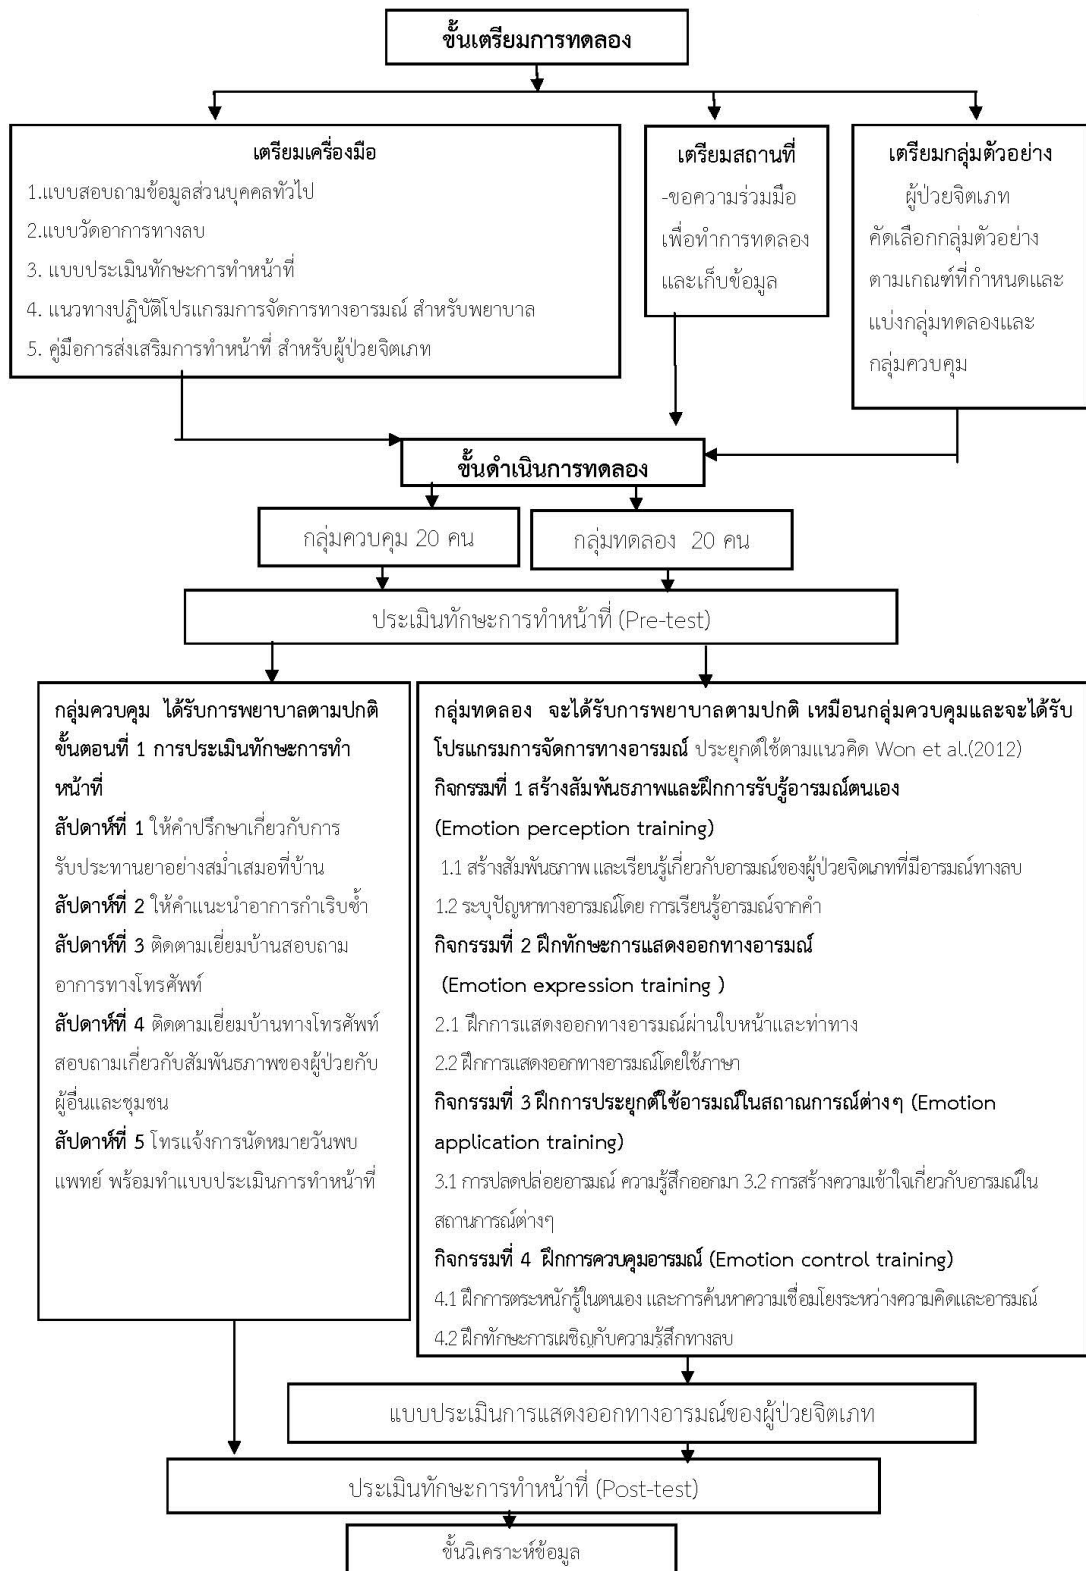 ขั้นเตรียมการทดลอง
เตรียมเครื่องมือ
1.แบบสอบถามข้อมูลส่วนบุคคลทั่วไป
2.แบบวัดอาการทางลบ
3. แบบประเมินทักษะการทำหน้าที่
4. แนวทางปฏิบัติโปรแกรมการจัดการทางอารมณ์ สำหรับพยาบาล
5. คู่มือการส่งเสริมการทำหน้าที่ สำหรับผู้ป่วยจิตเภท
เตรียมสถานที่
-ขอความร่วมมือ
เพื่อทำการทดลอง
และเก็บข้อมูล
เตรียมกลุ่มตัวอย่าง
ผู้ป่วยจิตเภท
คัดเลือกกลุ่มตัวอย่าง
ตามเกณฑ์ที่กำหนดและ
แบ่งกลุ่มทดลองและ
กลุ่มควบคุม
ขั้นดำเนินการทดลอง
กลุ่มควบคุม 20 คน
กลุ่มทดลอง 20 คน
ประเมินทักษะการทำหน้าที่ (Pre-test)
กลุ่มควบคุม ได้รับการพยาบาลตามปกติ
ขั้นตอนที่ 1 การประเมินทักษะการทำ
หน้าที่
สัปดาห์ที่ 1 ให้คำปรึกษาเกี่ยวกับการ
รับประทานยาอย่างสม่ำเสมอที่บ้าน
สัปดาห์ที่ 2 ให้คำแนะนำอาการกำเริบซ้ำ
สัปดาห์ที่ 3 ติดตามเยี่ยมบ้านสอบถาม
อาการทางโทรศัพท์
สัปดาห์ที่ 4 ติดตามเยี่ยมบ้านทางโทรศัพท์
สอบถามเกี่ยวกับสัมพันธภาพของผู้ป่วยกับ
ผู้อื่นและชุมชน
สัปดาห์ที่ 5 โทรแจ้งการนัดหมายวันพบ
แพทย์ พร้อมทำแบบประเมินการทำหน้าที่
กลุ่มทดลอง จะได้รับการพยาบาลตามปกติ เหมือนกลุ่มควบคุมและจะได้รับ
โปรแกรมการจัดการทางอารมณ์ ประยุกต์ใช้ตามแนวคิด Won et al.(2012)
กิจกรรมที่ 1 สร้างสัมพันธภาพและฝึกการรับรู้อารมณ์ตนเอง
(Emotion perception training)
1.1 สร้างสัมพันธภาพ และเรียนรู้เกี่ยวกับอารมณ์ของผู้ป่วยจิตเภทที่มีอารมณ์ทางลบ
1.2 ระบุปัญหาทางอารมณ์โดย การเรียนรู้อารมณ์จากคำ
กิจกรรมที่ 2 ฝึกทักษะการแสดงออกทางอารมณ์
(Emotion expression training )
2.1 ฝึกการแสดงออกทางอารมณ์ผ่านใบหน้าและท่าทาง
2.2 ฝึกการแสดงออกทางอารมณ์โดยใช้ภาษา
กิจกรรมที่ 3 ฝึกการประยุกต์ใช้อารมณ์ในสถาณการณ์ต่างๆ (Emotion
application training)
3.1 การปลดปล่อยอารมณ์ ความรู้สึกออกมา 3.2 การสร้างความเข้าใจเกี่ยวกับอารมณ์ใน
สถานการณ์ต่างๆ
กิจกรรมที่ 4 ฝึกการควบคุมอารมณ์ (Emotion control training)
4.1 ฝึกการตระหนักรู้ในตนเอง และการค้นหาความเชื่อมโยงระหว่างความคิดและอารมณ์
4.2 ฝึกทักษะการเผชิญกับความรู้สึกทางลบ
แบบประเมินการแสดงออกทางอารมณ์ของผู้ป่วยจิตเภท
ประเมินทักษะการทำหน้าที่ (Post-test)
ขั้นวิเคราะห์ข้อมูล